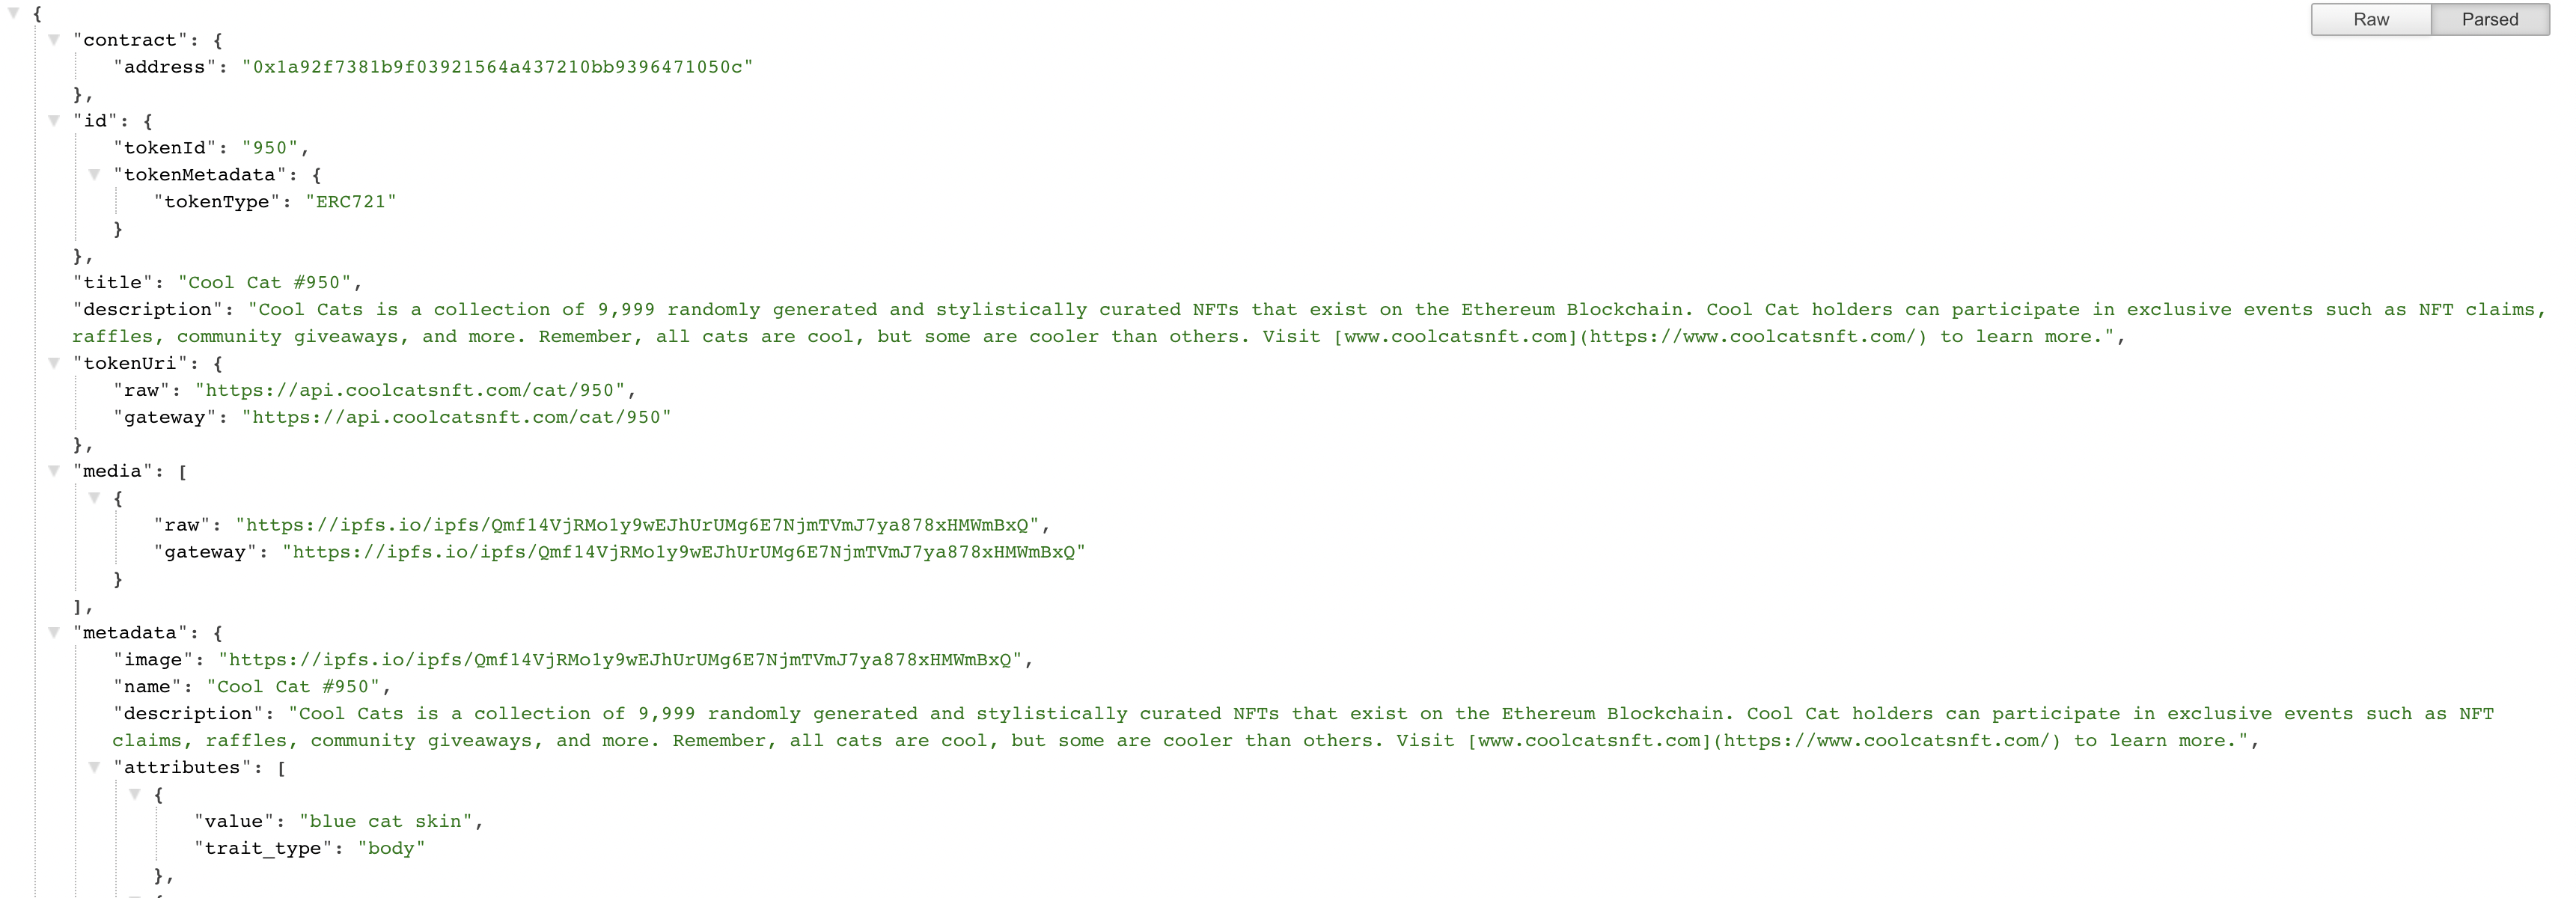 {
"contract": {
"address": "0x1a92f7381b9f03921564a437210bb9396471050c"
},
"id": {
"tokenId": "950",
"tokenMetadata": {
"tokenType": "ERC721"
}
},
"title": "Cool Cat #950",
"description": "Cool Cats is a collection of 9,999 randomly generated and stylistically curated NFTs that exist on the Ethereum Blockchain. Cool Cat holders can participate in exclusive events such as NFT claims,
raffles, community giveaways, and more. Remember, all cats are cool, but some are cooler than others. Visit [www.coolcatsnft.com](https://www.coolcatsnft.com/) to learn more.",
"tokenUri": {
"raw": "https://api.coolcatsnft.com/cat/950",
"gateway": "https://api.coolcatsnft.com/cat/950"
},
"media": [
{
"raw": "https://ipfs.io/ipfs/Qmf14VjRMo1y9wEJhUrUMg6E7NjmTVmJ7ya878xHMWmBxQ",
"gateway": "https://ipfs.io/ipfs/Qmf14VjRMo1y9wEJhUrUMg6E7NjmTVmJ7ya878xHMWmBxQ"
}
],
"metadata": {
"image": "https://ipfs.io/ipfs/Qmf14VjRMo1y9wEJhUrUMg6E7NjmTVmJ7ya878xHMWmBxQ",
"name": "Cool Cat #950",
"description": "Cool Cats is a collection of 9,999 randomly generated and stylistically curated NFTs that exist on the Ethereum Blockchain. Cool Cat holders can participate in exclusive events such as NFT
claims, raffles, community giveaways, and more. Remember, all cats are cool, but some are cooler than others. Visit [www.coolcatsnft.com](https://www.coolcatsnft.com/) to learn more.",
"attributes": [
{
"value": "blue cat skin",
"trait_type": "body"
},
Raw
Parsed